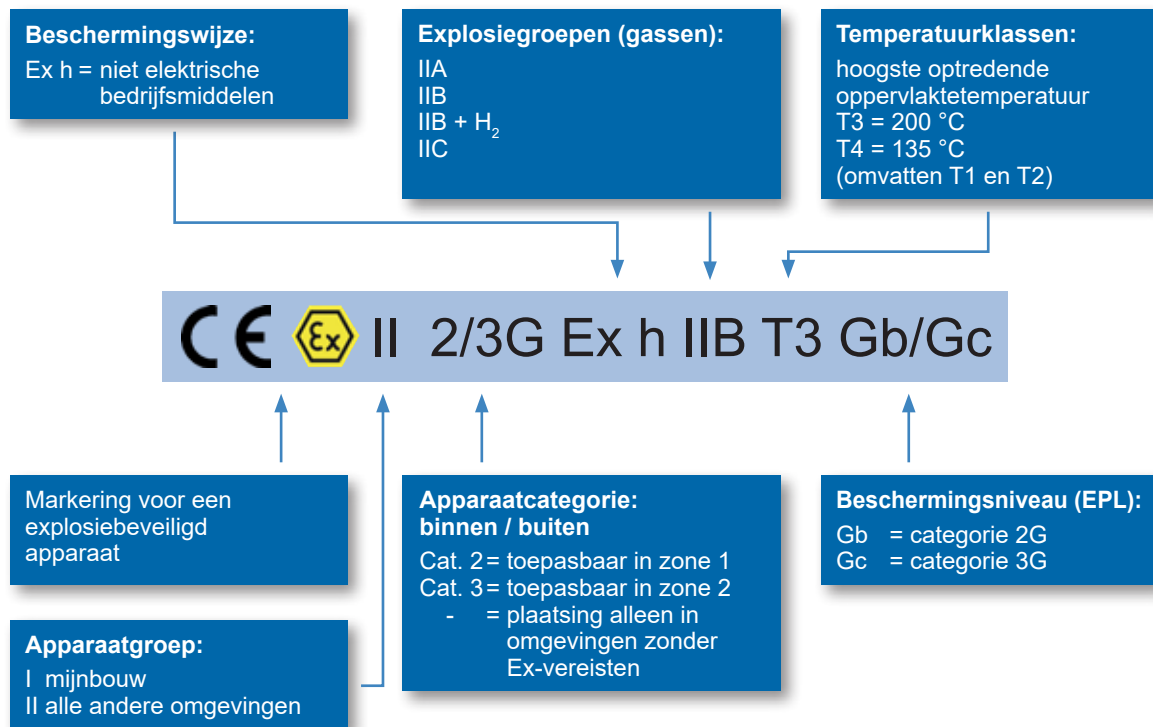 Beschermingswijze:
Ex h = niet elektrische
bedrijfsmiddelen
Explosiegroepen (gassen):
IIA
IIB
IIB + H₂
IIC
Temperatuurklassen:
hoogste optredende
oppervlaktetemperatuur
T3 = 200 °C
T4 = 135 °C
(omvatten T1 en T2)
CE Ex II 2/3G Ex h IIB T3 Gb/Gc
Markering voor een
explosiebeveiligd
apparaat
Apparaatgroep:
I mijnbouw
II alle andere omgevingen
Apparaatcategorie:
binnen / buiten
Cat. 2 = toepasbaar in zone 1
Cat. 3 = toepasbaar in zone 2
- = plaatsing alleen in
omgevingen zonder
Ex-vereisten
Beschermingsniveau (EPL):
Gb = categorie 2G
Gc = categorie 3G